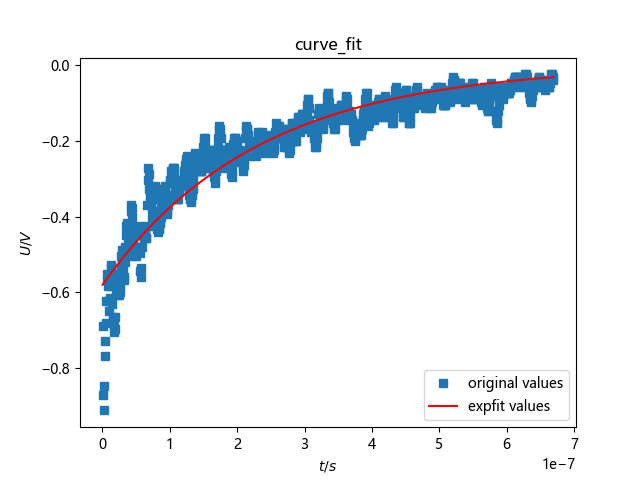 curve_fit
0.0
−0.2
−0.4
−0.6
−0.8
U/V
0 1 2 3 4 5 6 7
1e−7
t/s
original values
expfit values